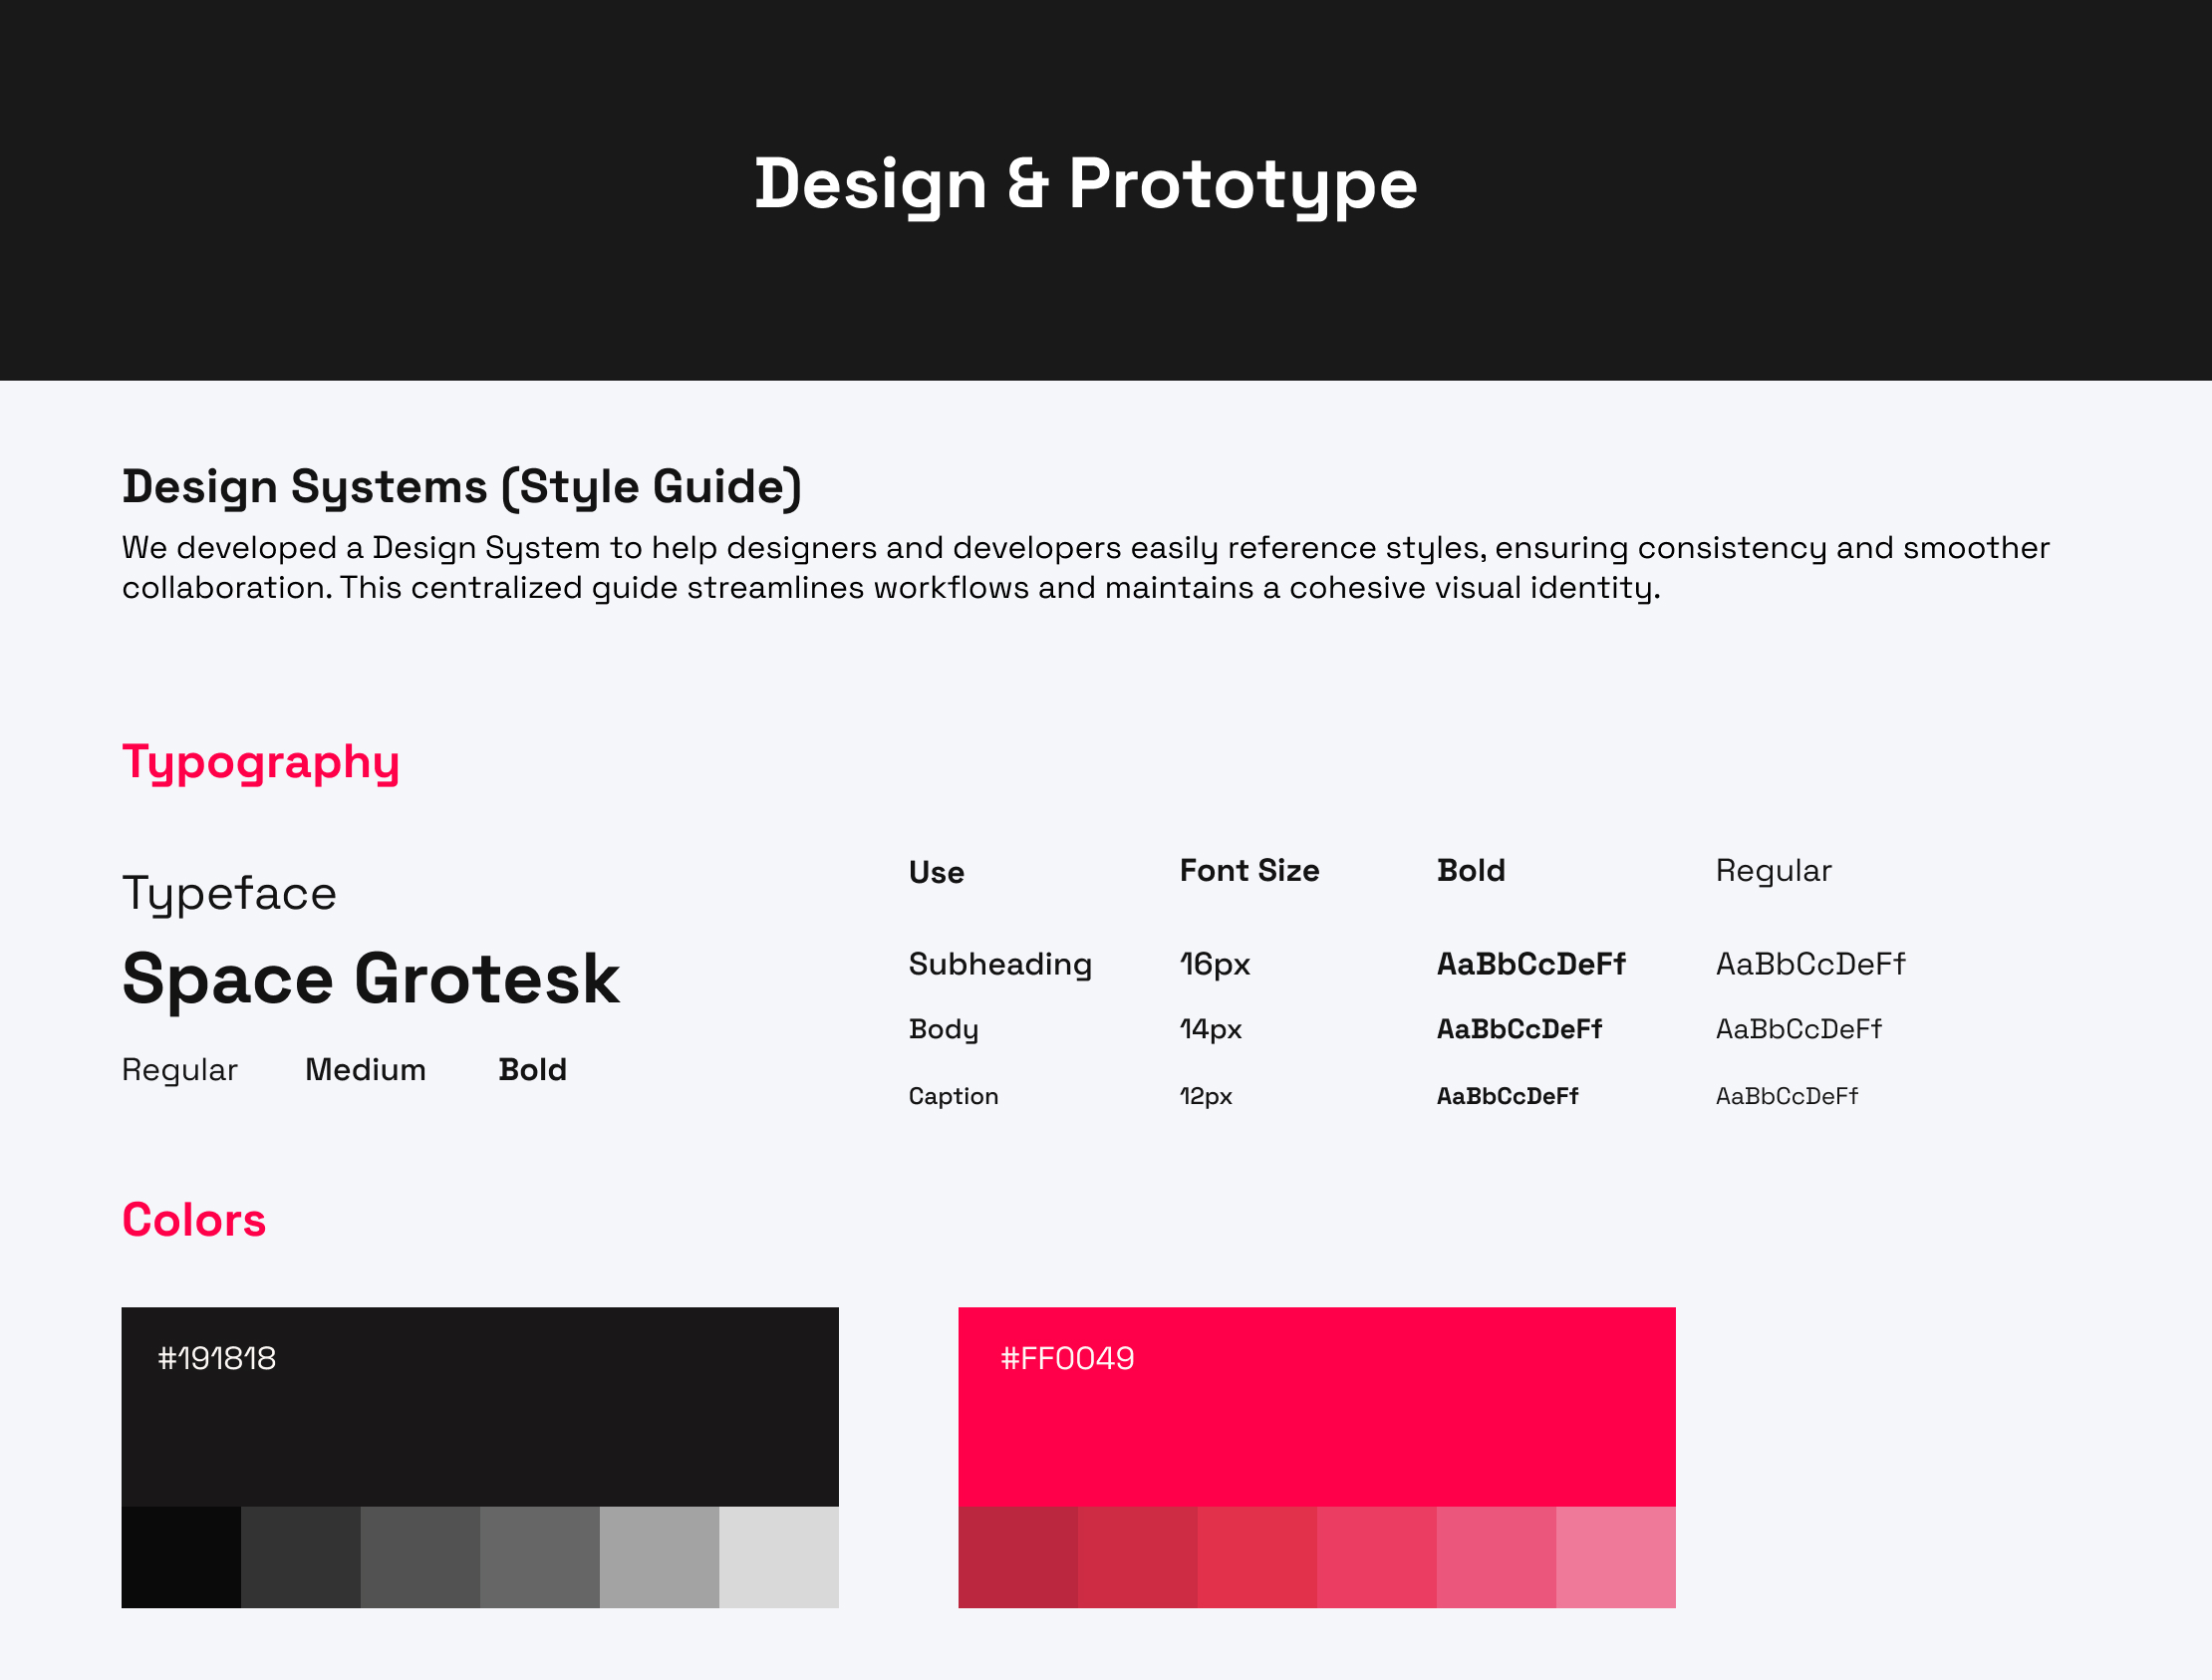 Design & Prototype
Design Systems (Style Guide)
We developed a Design System to help designers and developers easily reference styles, ensuring consistency and smoother
collaboration. This centralized guide streamlines workflows and maintains a cohesive visual identity.
Typography
Typeface
Space Grotesk
Regular Medium Bold
Use Font Size Bold Regular
Subheading 16px AaBbCcDeFf AaBbCcDeFf
Body 14px AaBbCcDeFf AaBbCcDeFf
Caption 12px AaBbCcDeFf AaBbCcDeFf
Colors
#191818
#FF0049